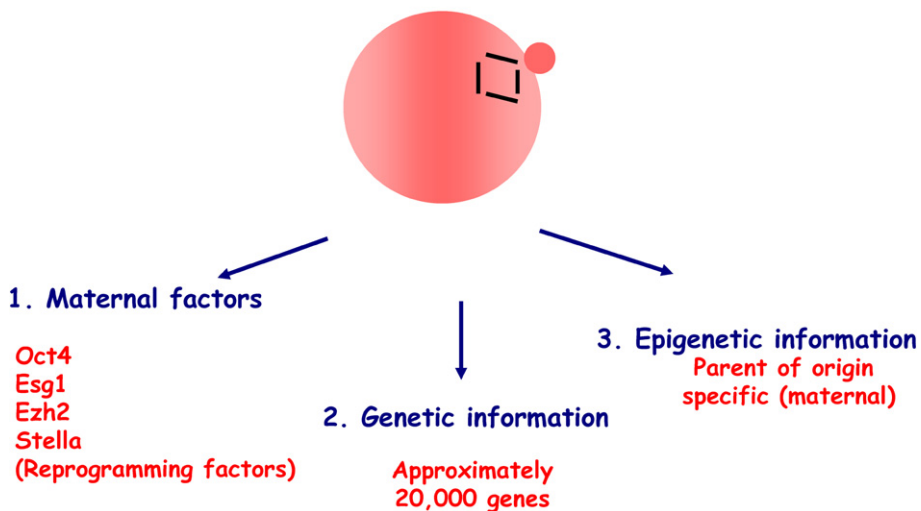 1. Maternal factors
Oct4
Esg1
Ezh2
Stella
(Reprogramming factors)
2. Genetic information
Approximately
20,000 genes
3. Epigenetic information
Parent of origin
specific (maternal)